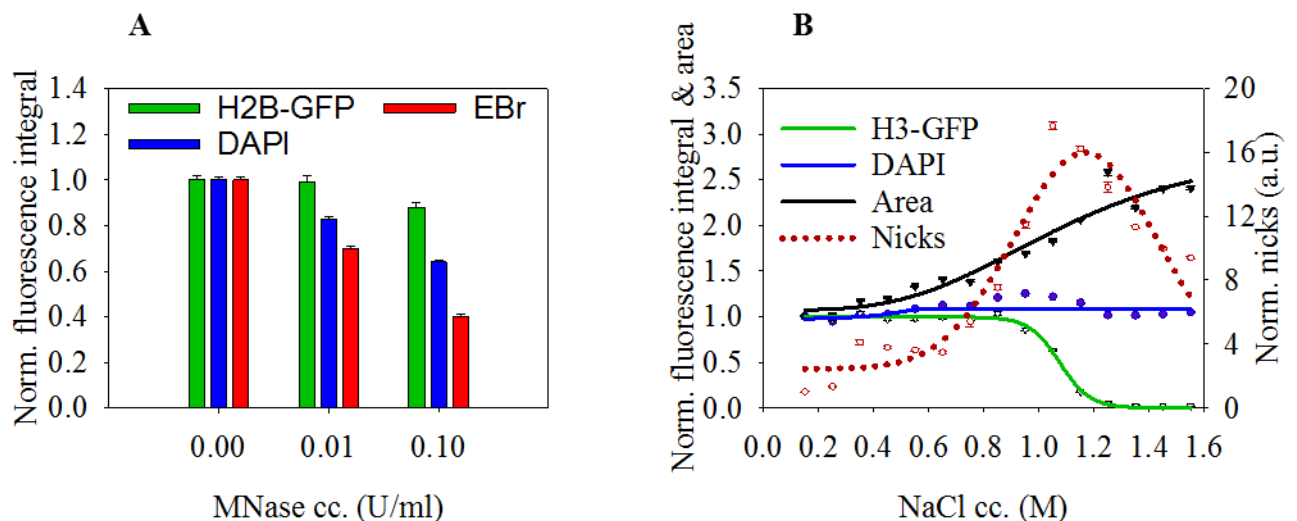 A
Norm. fluorescence integral
1.4
1.2
1.0
0.8
0.6
0.4
0.2
0.0
H2B-GFP
EBr
DAPI
0.00 0.01 0.10
MNase cc. (U/ml)
B
Norm. fluorescence integral & area
3.5
3.0
2.5
2.0
1.5
1.0
0.5
0.0
H3-GFP
DAPI
Area
Nicks
20
16
12
8
4
0
Norm. nicks (a.u.)
0.0 0.2 0.4 0.6 0.8 1.0 1.2 1.4 1.6
NaCl cc. (M)